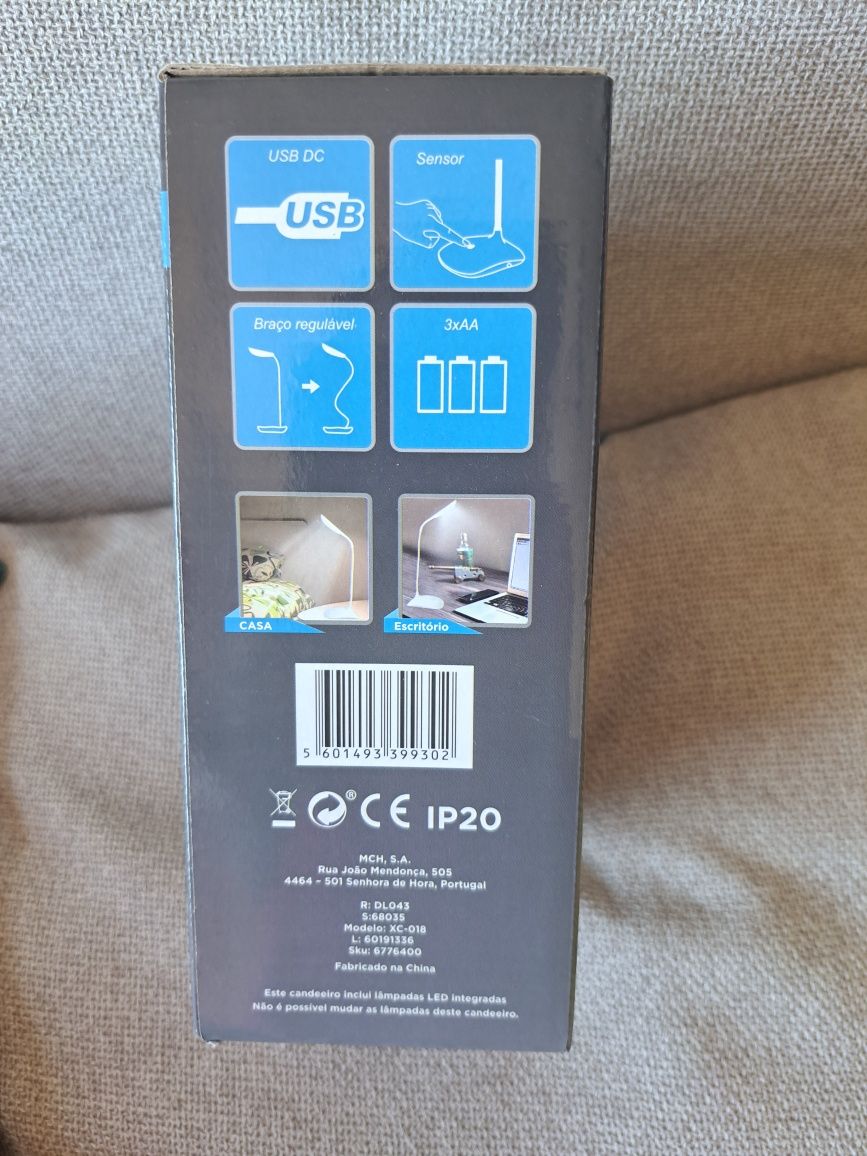 USB DC
Sensor
USB
Braço regulável
3xAA
CASA
Escritório
5 601493 399302
® CE IP20
MCH, S.A.
Rua João Mendonça, 505
4464 - 501 Senhora de Hora, Portugal
R: DL043
S:68035
Modelo: XC-018
L: 60191336
Sku: 6776400
Fabricado na China
Este candeeiro inclui lâmpadas LED integradas
Não é possível mudar as lâmpadas deste candeeiro.